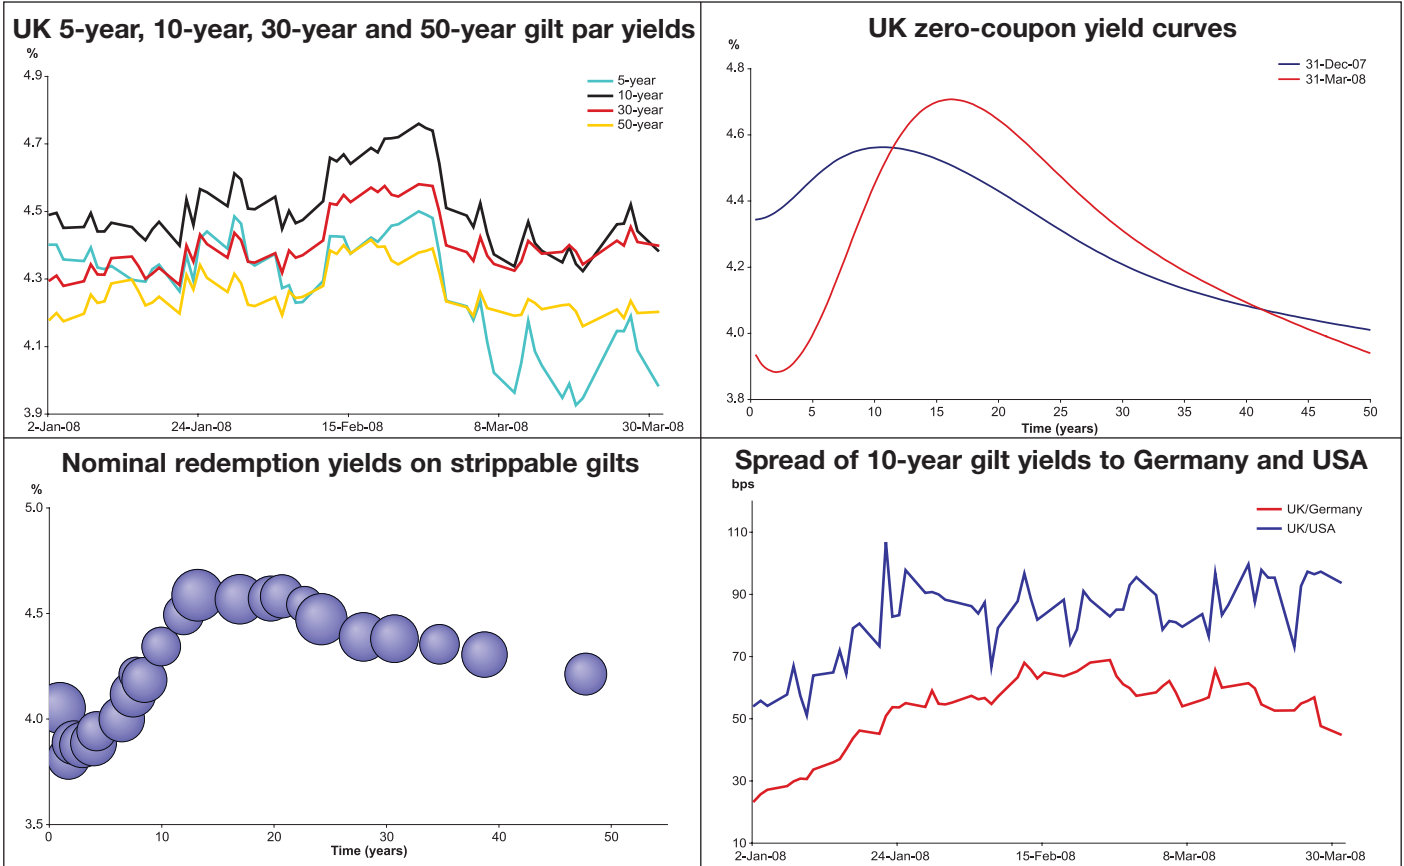 UK 5-year, 10-year, 30-year and 50-year gilt par yields
%
4.9
4.7
4.5
4.3
4.1
3.9
5-year
10-year
30-year
50-year
2-Jan-08 24-Jan-08 15-Feb-08 8-Mar-08 30-Mar-08
UK zero-coupon yield curves
%
4.8
4.6
4.4
4.2
4.0
3.8
31-Dec-07
31-Mar-08
0 5 10 15 20 25 30 35 40 45 50
Time (years)
Nominal redemption yields on strippable gilts
%
5.0
4.5
4.0
3.5
0 10 20 30 40 50
Time (years)
Spread of 10-year gilt yields to Germany and USA
bps
110
90
70
50
30
10
UK/Germany
UK/USA
2-Jan-08 24-Jan-08 15-Feb-08 8-Mar-08 30-Mar-08